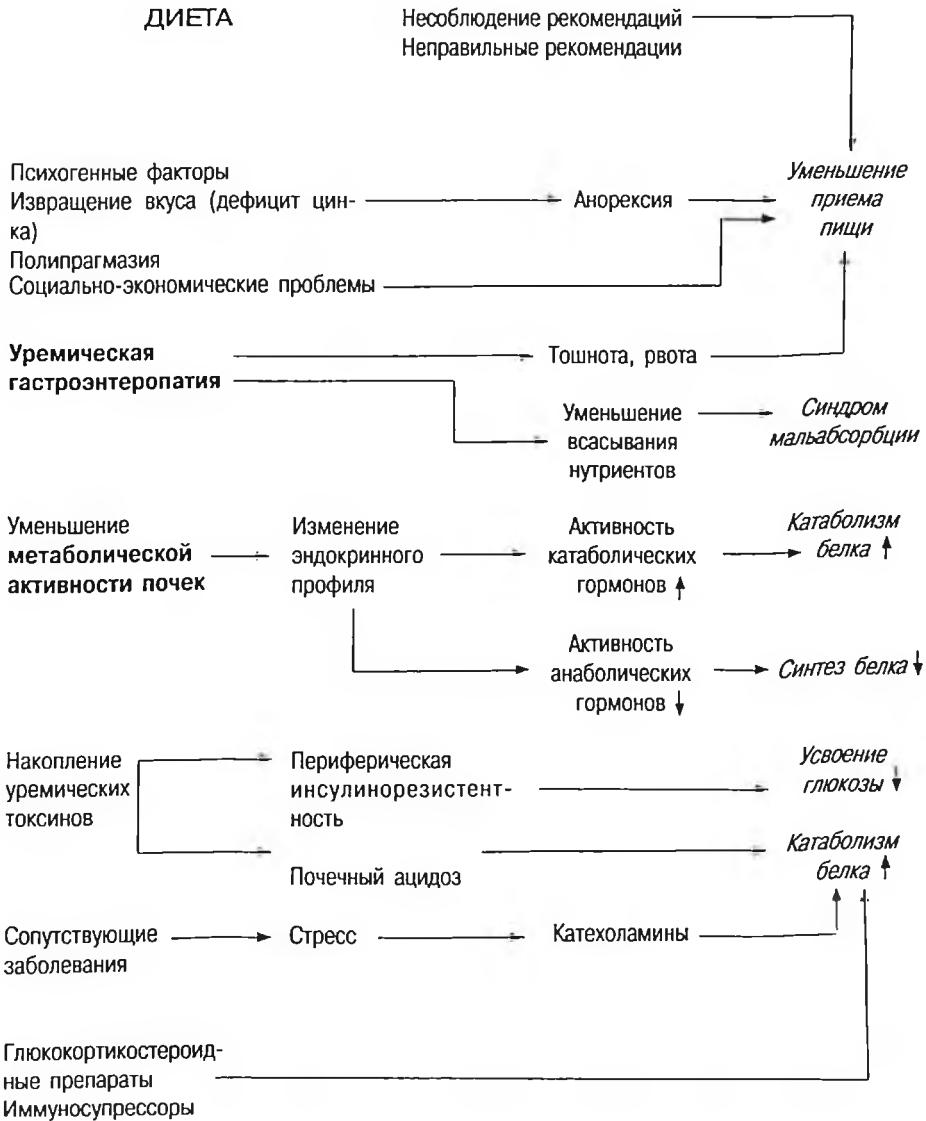 ДИЕТА
Несоблюдение рекомендаций
Неправильные рекомендации
Психогенные факторы
Извращение вкуса (дефицит цин-
ка)
Полипрагмазия
Социально-экономические проблемы
Анорексия
Уменьшение
приема
пищи
Уремическая
гастроэнтеропатия
Тошнота, рвота
Уменьшение
всасывания
нутриентов
Синдром
мальабсорбции
Уменьшение
метаболической
активности почек
Изменение
эндокринного
профиля
Активность
катаболических
гормонов ↑
Катаболизм
белка ↑
Активность
анаболических
гормонов ↓
Синтез белка ↓
Накопление
уремических
токсинов
Периферическая
инсулинорезистент-
ность
Усвоение
глюкозы ↓
Почечный ацидоз
Катаболизм
белка ↑
Сопутствующие
заболевания
Стресс
Катехоламины
Глюкокортикостероид-
ные препараты
Иммуносупрессоры